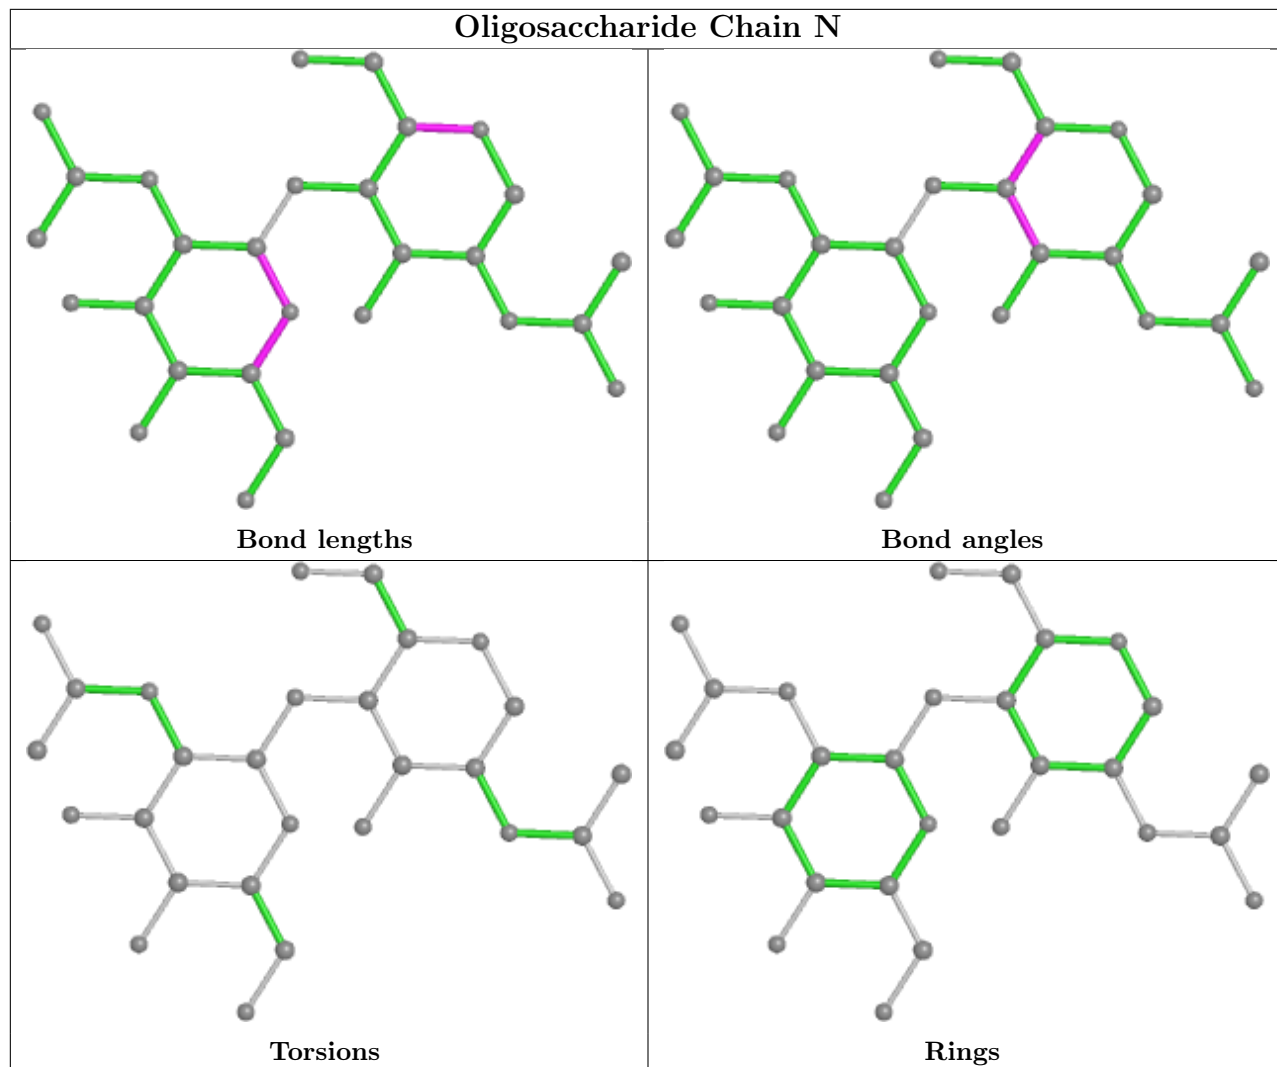 Oligosaccharide Chain N
Bond lengths
Bond angles
Torsions
Rings